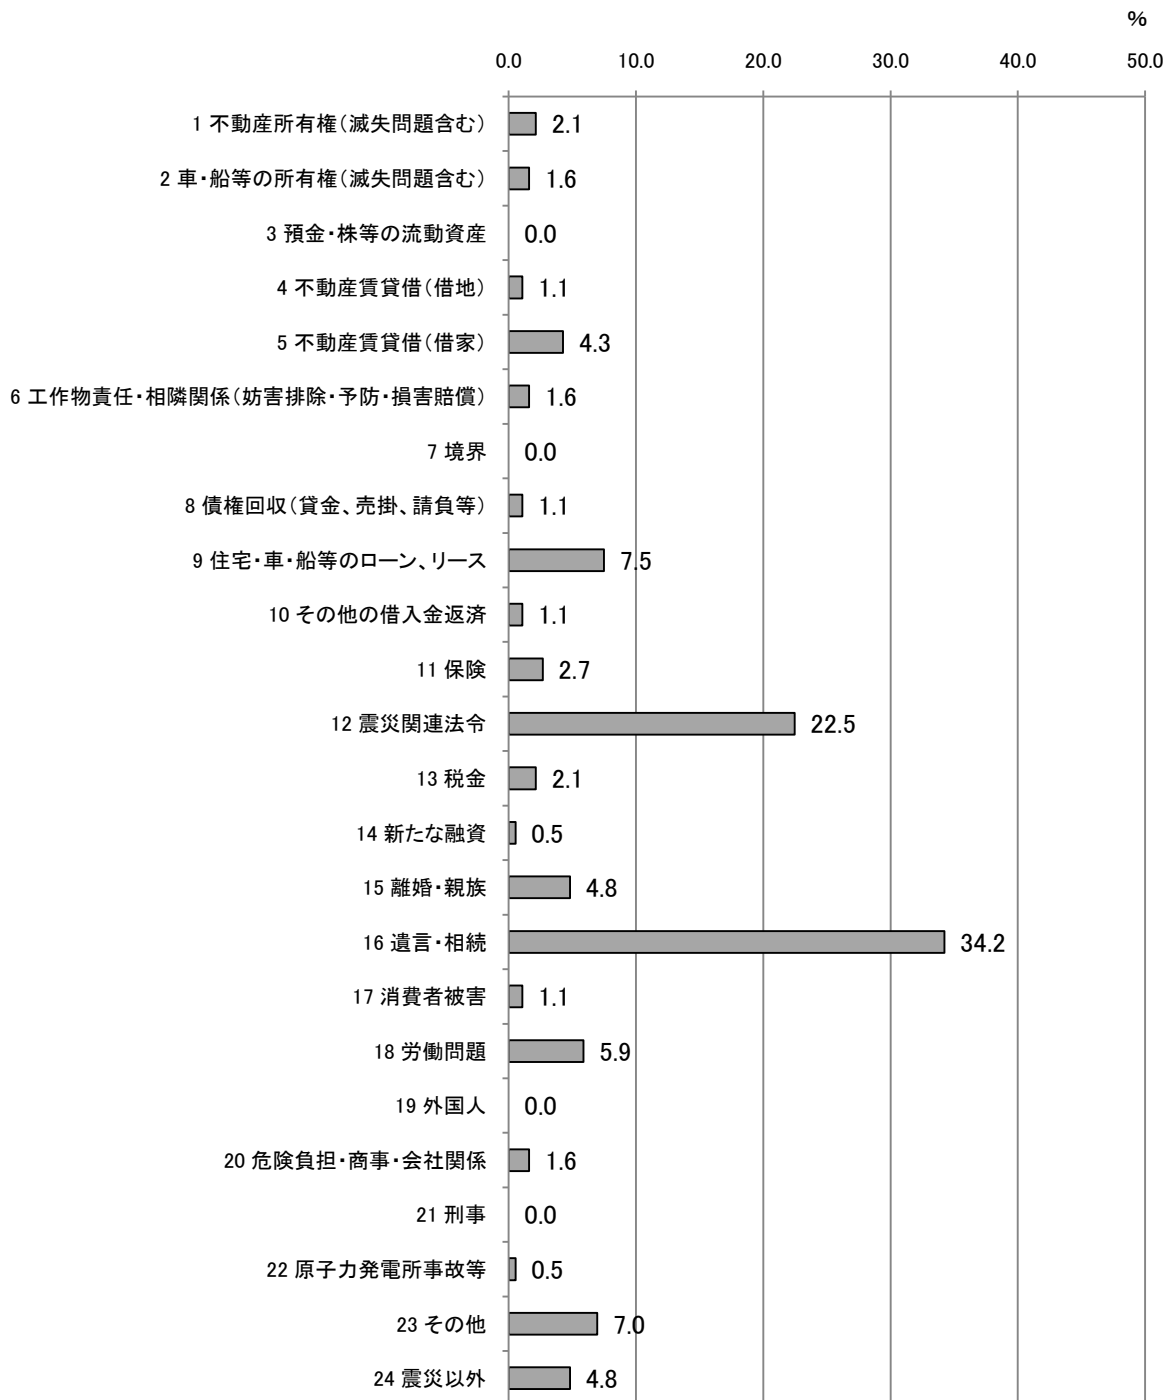 %
0.0 10.0 20.0 30.0 40.0 50.0
1 不動産所有権(滅失問題含む) 2.1
2 車・船等の所有権(滅失問題含む) 1.6
3 預金・株等の流動資産 0.0
4 不動産賃貸借(借地) 1.1
5 不動産賃貸借(借家) 4.3
6 工作物責任・相隣関係(妨害排除・予防・損害賠償) 1.6
7 境界 0.0
8 債権回収(貸金、売掛、請負等) 1.1
9 住宅・車・船等のローン、リース 7.5
10 その他の借入金返済 1.1
11 保険 2.7
12 震災関連法令 22.5
13 税金 2.1
14 新たな融資 0.5
15 離婚・親族 4.8
16 遺言・相続 34.2
17 消費者被害 1.1
18 労働問題 5.9
19 外国人 0.0
20 危険負担・商事・会社関係 1.6
21 刑事 0.0
22 原子力発電所事故等 0.5
23 その他 7.0
24 震災以外 4.8